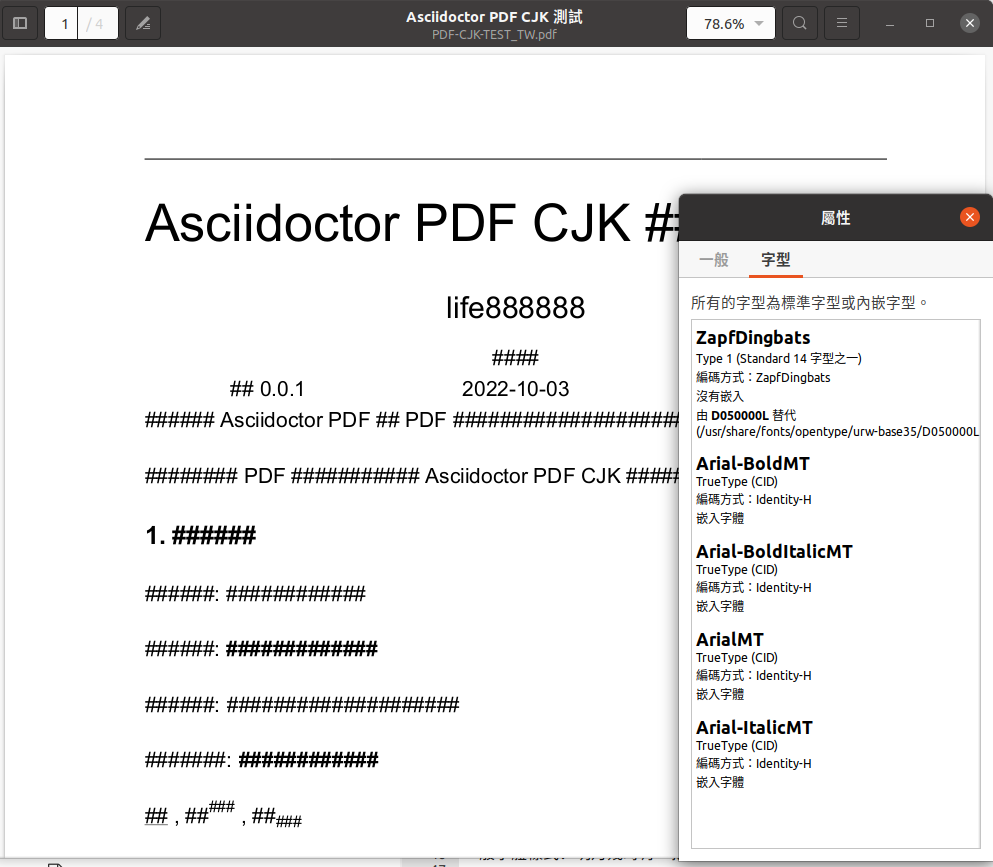 1 / 4
Asciidoctor PDF CJK 測試
PDF-CJK-TEST_TW.pdf
78.6%
Asciidoctor PDF CJK ##
life888888
####
## 0.0.1
2022-10-03
###### Asciidoctor PDF ## PDF ####################
######## PDF ########### Asciidoctor PDF CJK #####
1. ######
######: ############
######: ############
######: ####################
#######: ############
## , ##### , #####
屬性
一般
字型
所有的字型為標準字型或內嵌字型。
ZapfDingbats
Type 1 (Standard 14 字型之一)
編碼方式：ZapfDingbats
沒有嵌入
由 D050000L 替代
(/usr/share/fonts/opentype/urw-base35/D050000L
Arial-BoldMT
TrueType (CID)
編碼方式：Identity-H
嵌入字體
Arial-BoldItalicMT
TrueType (CID)
編碼方式：Identity-H
嵌入字體
ArialMT
TrueType (CID)
編碼方式：Identity-H
嵌入字體
Arial-ItalicMT
TrueType (CID)
編碼方式：Identity-H
嵌入字體